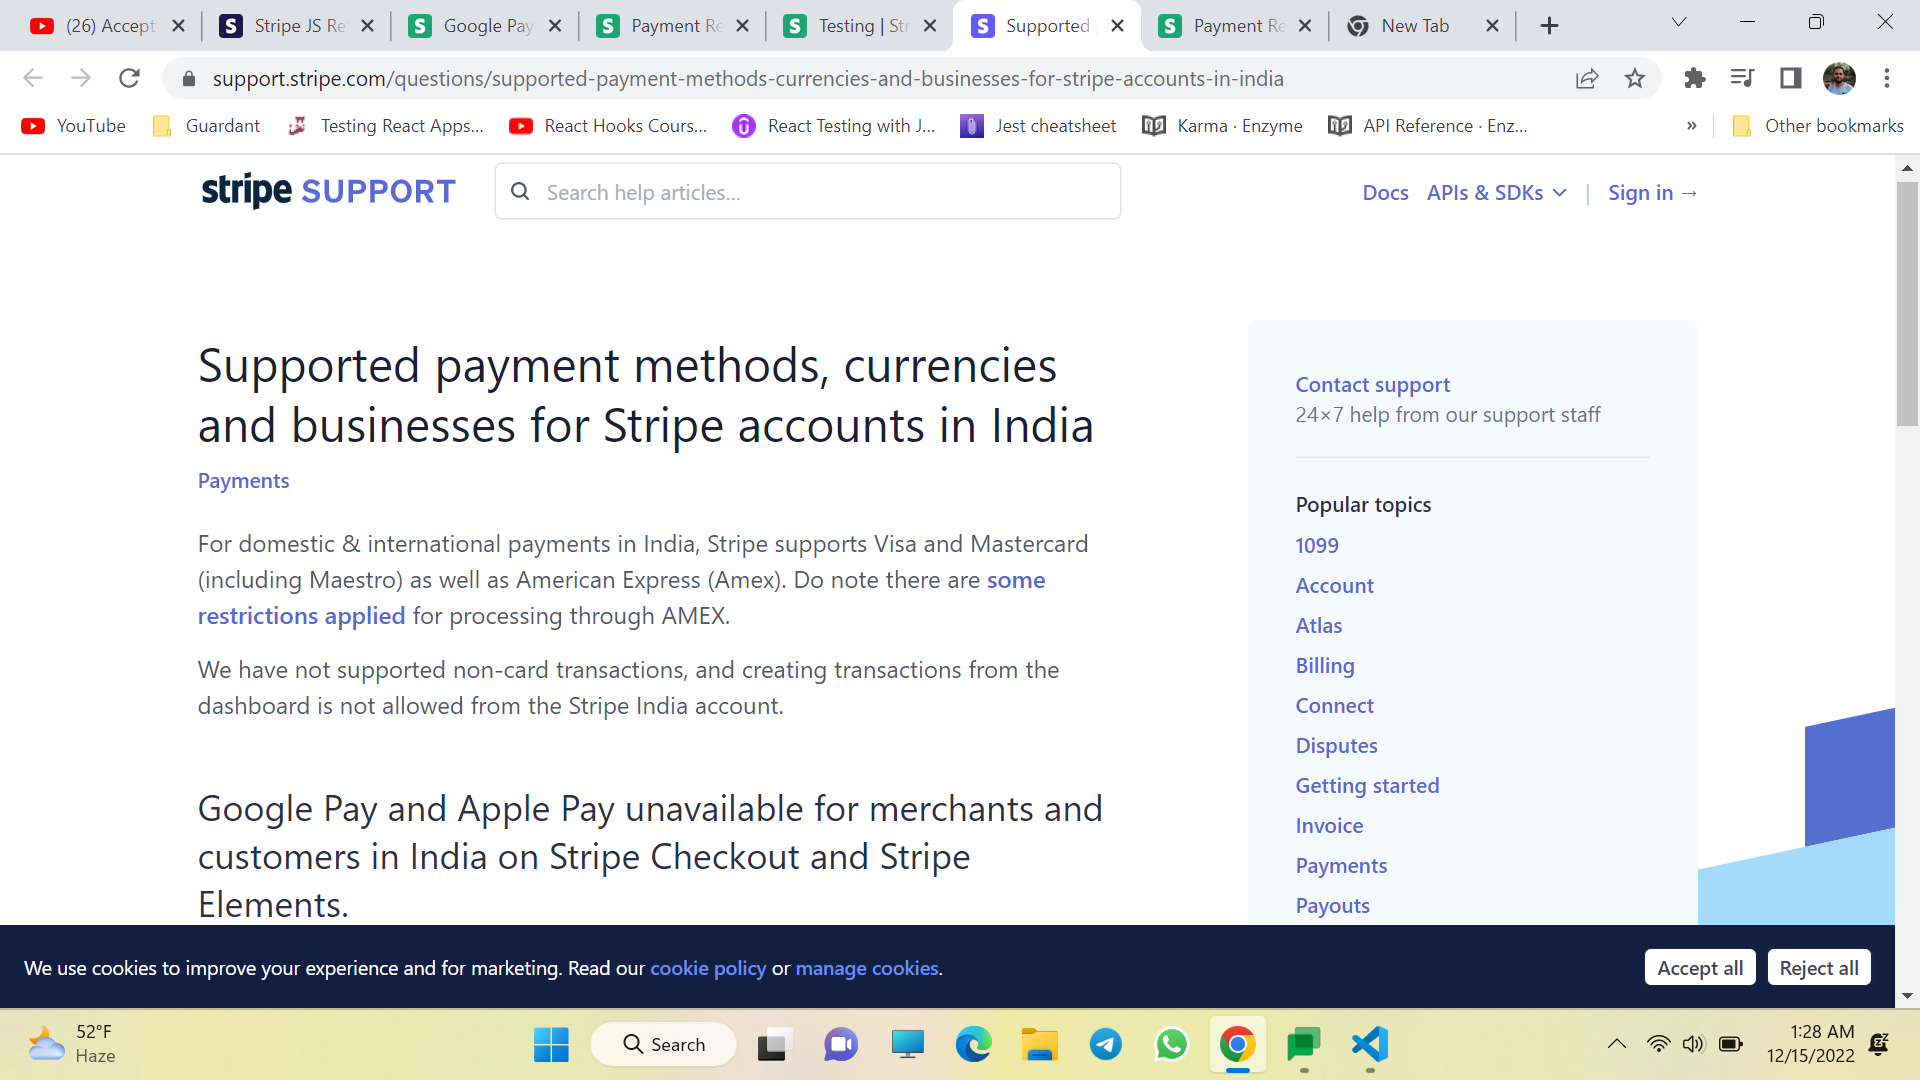 (26) Accept
Stripe JS Re
Google Pay
Payment Re
Testing | Str
Supported
Payment Re
New Tab
support.stripe.com/questions/supported-payment-methods-currencies-and-businesses-for-stripe-accounts-in-india
YouTube
Guardant
Testing React Apps...
React Hooks Cours...
React Testing with J...
Jest cheatsheet
Karma · Enzyme
API Reference · Enz...
»
Other bookmarks
stripe SUPPORT
Search help articles...
Docs
APIs & SDKs
|
Sign in →
Supported payment methods, currencies
and businesses for Stripe accounts in India
Payments
For domestic & international payments in India, Stripe supports Visa and Mastercard
(including Maestro) as well as American Express (Amex). Do note there are some
restrictions applied for processing through AMEX.
We have not supported non-card transactions, and creating transactions from the
dashboard is not allowed from the Stripe India account.
Google Pay and Apple Pay unavailable for merchants and
customers in India on Stripe Checkout and Stripe
Elements.
Contact support
24×7 help from our support staff
Popular topics
1099
Account
Atlas
Billing
Connect
Disputes
Getting started
Invoice
Payments
Payouts
We use cookies to improve your experience and for marketing. Read our cookie policy or manage cookies.
Accept all
Reject all
52°F
Haze
Search
1:28 AM
12/15/2022